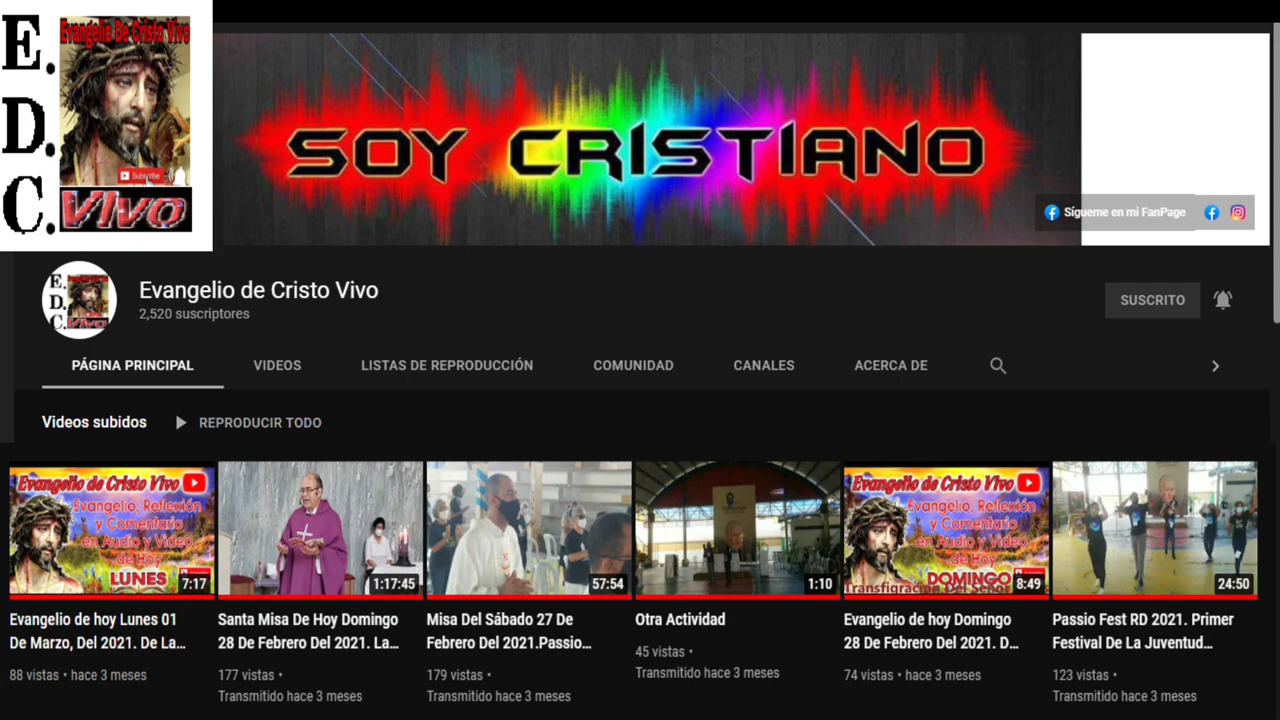 E.
D.
C.
Evangelio De Cristo Vivo
Subscribe
Vivo
SOY CRISTIANO
Sígueme en mi FanPage
E.
D.
C.
Vivo
Evangelio de Cristo Vivo
2,520 suscriptores
SUSCRITO
PÁGINA PRINCIPAL
VIDEOS
LISTAS DE REPRODUCCIÓN
COMUNIDAD
CANALES
ACERCA DE
Videos subidos
REPRODUCIR TODO
Evangelio de Cristo Vivo
Evangelio, Reflexión
y Comentario
en Audio y Video
de Hoy
LUNES
7:17
1:17:45
57:54
1:10
Evangelio de Cristo Vivo
Evangelio, Reflexión
y Comentario
en Audio y Video
de Hoy
DOMINGO
Transfigración Del Señor
8:49
24:50
Evangelio de hoy Lunes 01
De Marzo, Del 2021. De La...
88 vistas • hace 3 meses
Santa Misa De Hoy Domingo
28 De Febrero Del 2021. La...
177 vistas •
Transmitido hace 3 meses
Misa Del Sábado 27 De
Febrero Del 2021.Passio...
179 vistas •
Transmitido hace 3 meses
Otra Actividad
45 vistas •
Transmitido hace 3 meses
Evangelio de hoy Domingo
28 De Febrero Del 2021. D...
74 vistas • hace 3 meses
Passio Fest RD 2021. Primer
Festival De La Juventud...
123 vistas •
Transmitido hace 3 meses